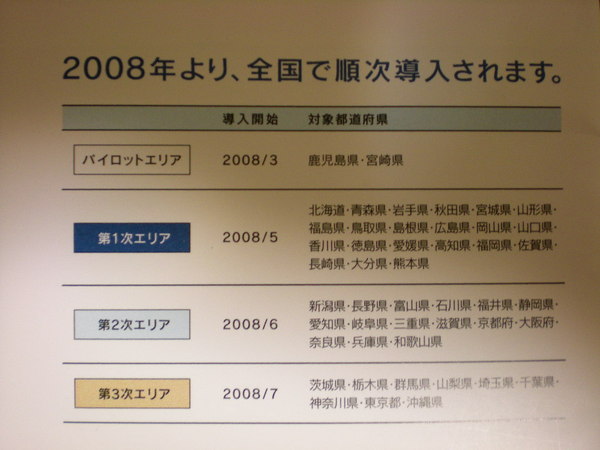 2008年より、全国で順次導入されます。
導入開始 対象都道府県
パイロットエリア 2008/3 鹿児島県・宮崎県
第1次エリア 2008/5 北海道・青森県・岩手県・秋田県・宮城県・山形県・
福島県・鳥取県・島根県・広島県・岡山県・山口県・
香川県・徳島県・愛媛県・高知県・福岡県・佐賀県・
長崎県・大分県・熊本県
第2次エリア 2008/6 新潟県・長野県・富山県・石川県・福井県・静岡県・
愛知県・岐阜県・三重県・滋賀県・京都府・大阪府・
奈良県・兵庫県・和歌山県
第3次エリア 2008/7 茨城県・栃木県・群馬県・山梨県・埼玉県・千葉県・
神奈川県・東京都・沖縄県